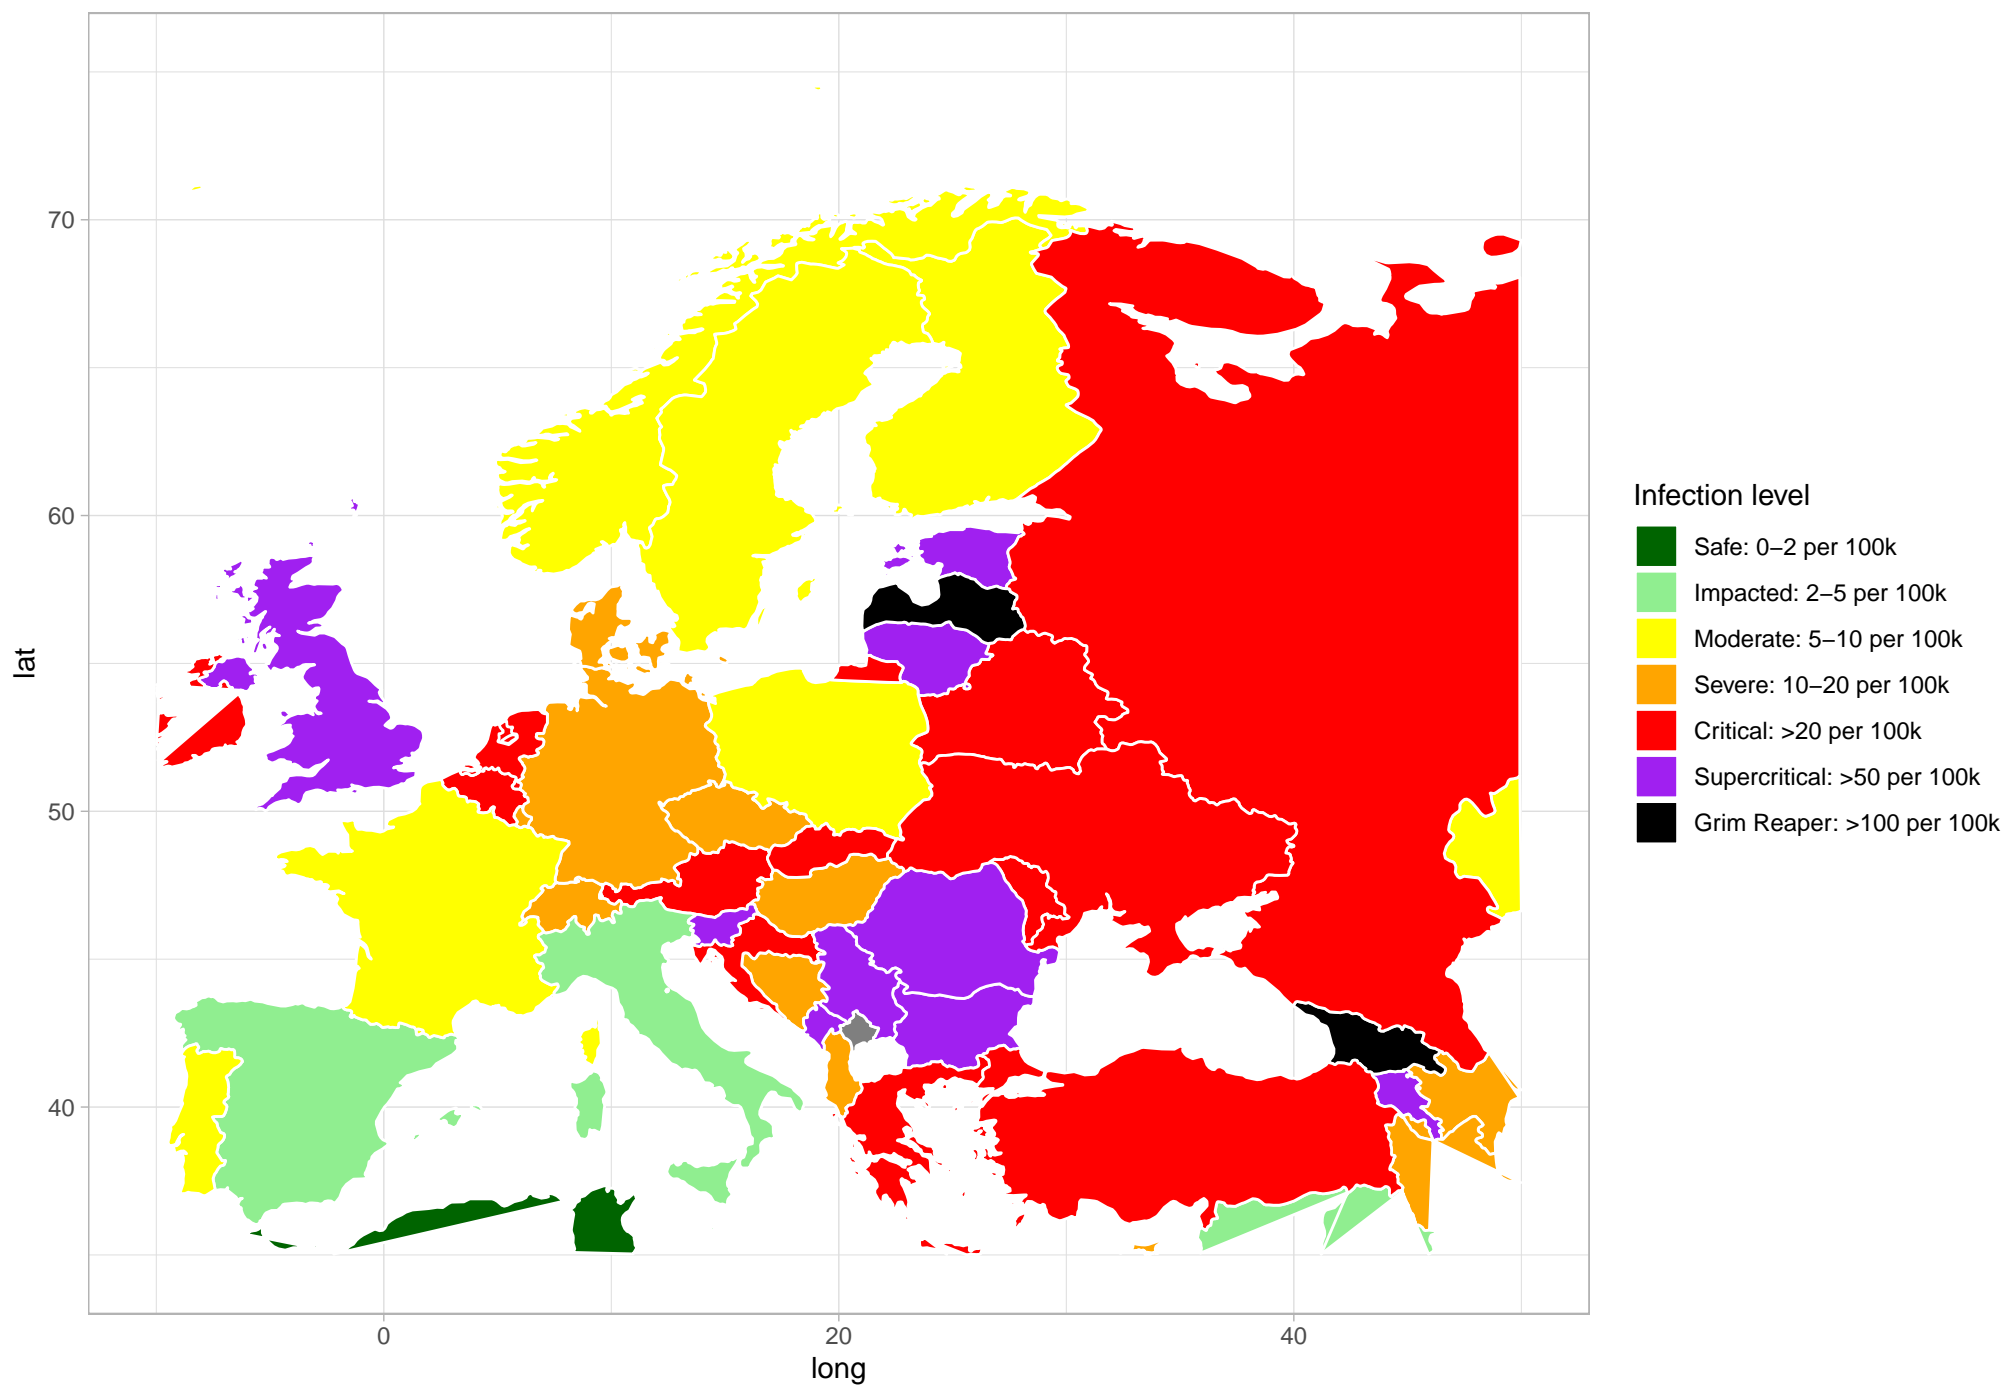 70
60
50
40
lat
0
20
40
long
Infection level
Safe: 0–2 per 100k
Impacted: 2–5 per 100k
Moderate: 5–10 per 100k
Severe: 10–20 per 100k
Critical: >20 per 100k
Supercritical: >50 per 100k
Grim Reaper: >100 per 100k